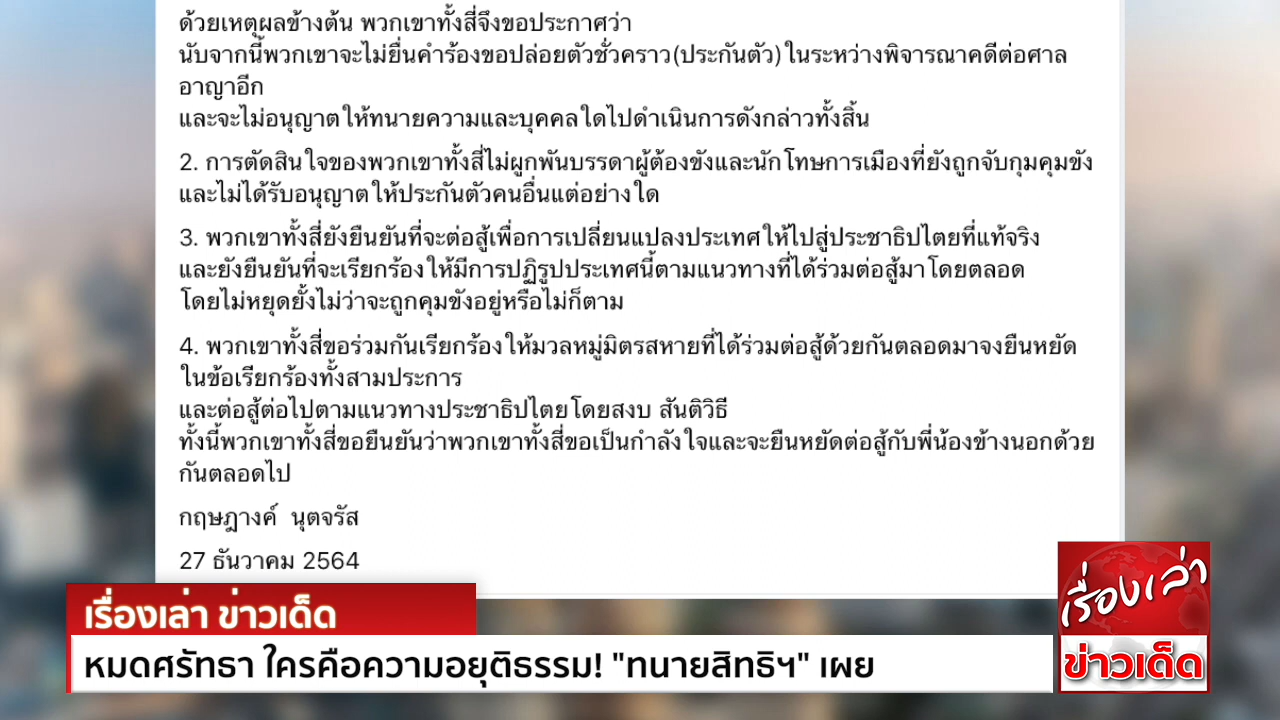 ด้วยเหตุผลข้างต้น พวกเขาทั้งสี่จึงขอประกาศว่า
นับจากนี้พวกเขาจะไม่ยื่นคำร้องขอปล่อยตัวชั่วคราว(ประกันตัว)ในระหว่างพิจารณาคดีต่อศาล
อาญาอีก
และจะไม่อนุญาตให้ทนายความและบุคคลใดไปดำเนินการดังกล่าวทั้งสิ้น
2. การตัดสินใจของพวกเขาทั้งสี่ไม่ผูกพันบรรดาผู้ต้องขังและนักโทษการเมืองที่ยังถูกจับกุมคุมขัง
และไม่ได้รับอนุญาตให้ประกันตัวคนอื่นแต่อย่างใด
3. พวกเขาทั้งสี่ยังยืนยันที่จะต่อสู้เพื่อการเปลี่ยนแปลงประเทศให้ไปสู่ประชาธิปไตยที่แท้จริง
และยังยืนยันที่จะเรียกร้องให้มีการปฏิรูปประเทศนี้ตามแนวทางที่ได้ร่วมต่อสู้มาโดยตลอด
โดยไม่หยุดยั้งไม่ว่าจะถูกคุมขังอยู่หรือไม่ก็ตาม
4. พวกเขาทั้งสี่ขอร่วมกันเรียกร้องให้มวลหมู่มิตรสหายที่ได้ร่วมต่อสู้ด้วยกันตลอดมาจงยืนหยัด
ในข้อเรียกร้องทั้งสามประการ
และต่อสู้ต่อไปตามแนวทางประชาธิปไตยโดยสงบ สันติวิธี
ทั้งนี้พวกเขาทั้งสี่ขอยืนยันว่าพวกเขาทั้งสี่ขอเป็นกำลังใจและจะยืนหยัดต่อสู้กับพี่น้องข้างนอกด้วย
กันตลอดไป
กฤษฎางค์ นุตจรัส
27 ธันวาคม 2564
เรื่องเล่า ข่าวเด็ด
หมดศรัทธา ใครคือความอยุติธรรม! "ทนายสิทธิฯ" เผย
เรื่องเล่า
ข่าวเด็ด